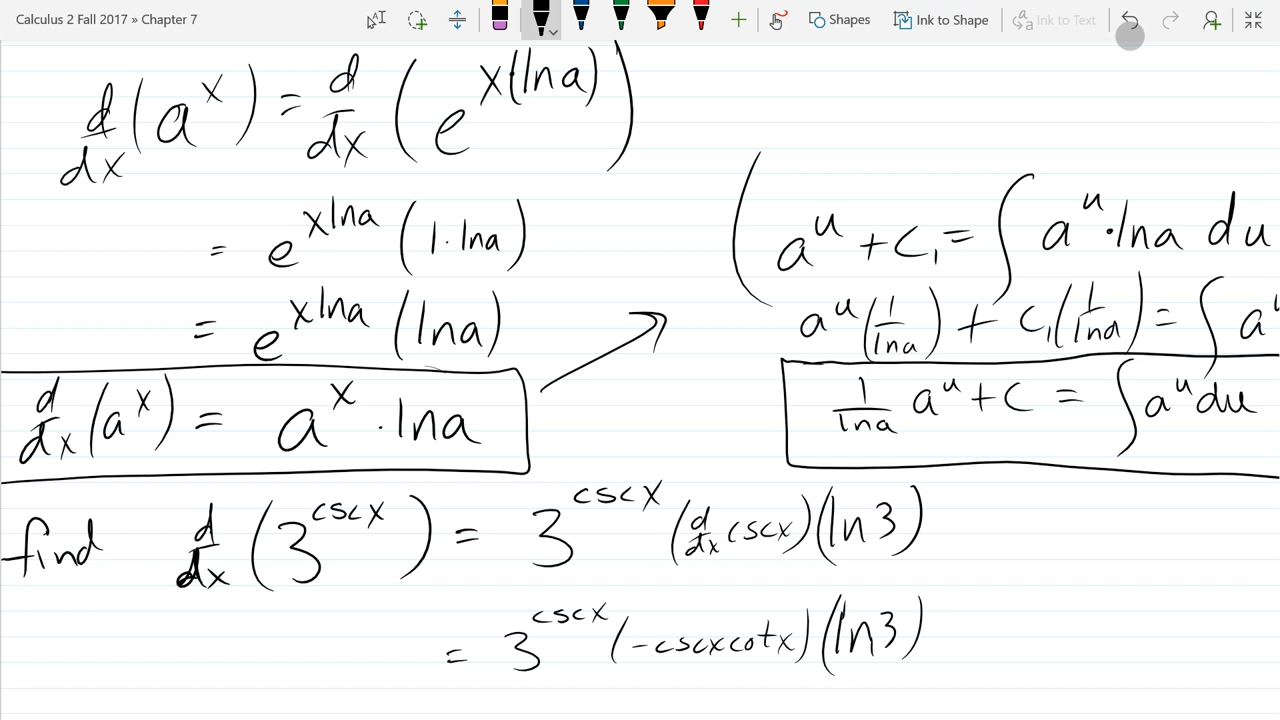 Calculus 2 Fall 2017 » Chapter 7
Shapes
Ink to Shape
Ink to Text
d/dx (a^x) = d/dx (e^x(ln a))
= e^x ln a (1 · ln a)
= e^x ln a (ln a)
d/dx (a^x) = a^x · ln a
a^u + C₁ = ∫ a^u · ln a du
a^u (1/ln a) + C₁ (1/ln a) = ∫ a^u
1/ln a a^u + C = ∫ a^u du
find d/dx (3^csc x) = 3^csc x (d/dx csc x)(ln 3)
= 3^csc x (-csc x cot x)(ln 3)